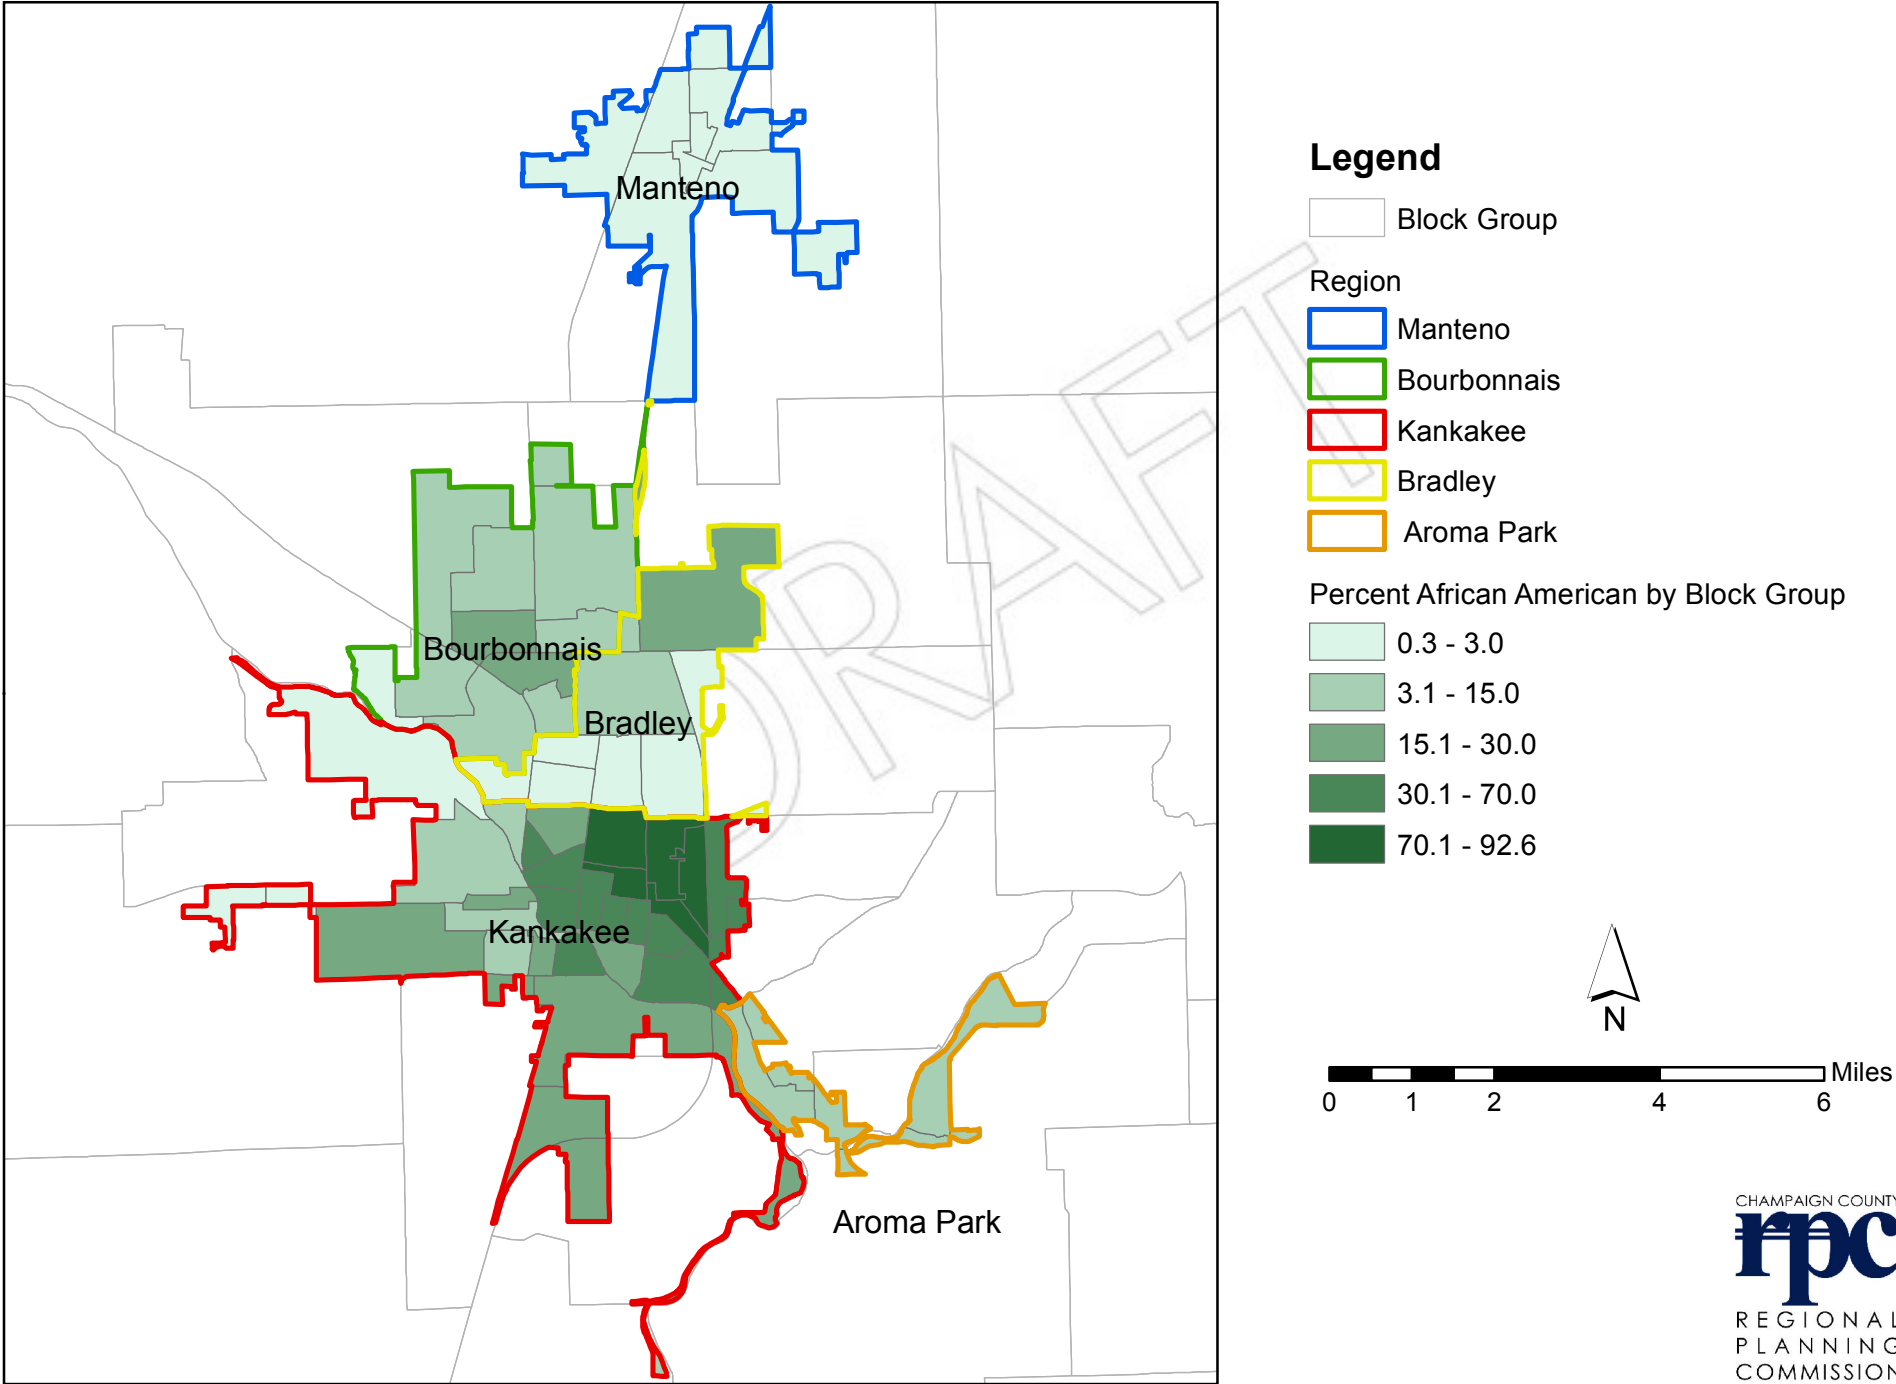 Manteno
Bourbonnais
Bradley
Kankakee
Aroma Park
DRAFT
Legend
Block Group
Region
Manteno
Bourbonnais
Kankakee
Bradley
Aroma Park
Percent African American by Block Group
0.3 - 3.0
3.1 - 15.0
15.1 - 30.0
30.1 - 70.0
70.1 - 92.6
N
Miles
0 1 2 4 6
CHAMPAIGN COUNTY
rpc
REGIONAL
PLANNING
COMMISSION